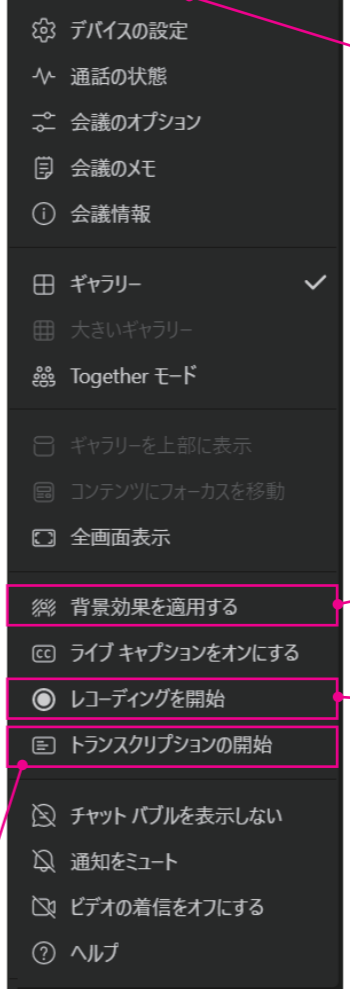 デバイスの設定
通話の状態
会議のオプション
会議のメモ
会議情報
ギャラリー
大きいギャラリー
Together モード
ギャラリーを上部に表示
コンテンツにフォーカスを移動
全画面表示
背景効果を適用する
CC ライブ キャプションをオンにする
レコーディングを開始
トランスクリプションの開始
チャット バブルを表示しない
通知をミュート
ビデオの着信をオフにする
ヘルプ